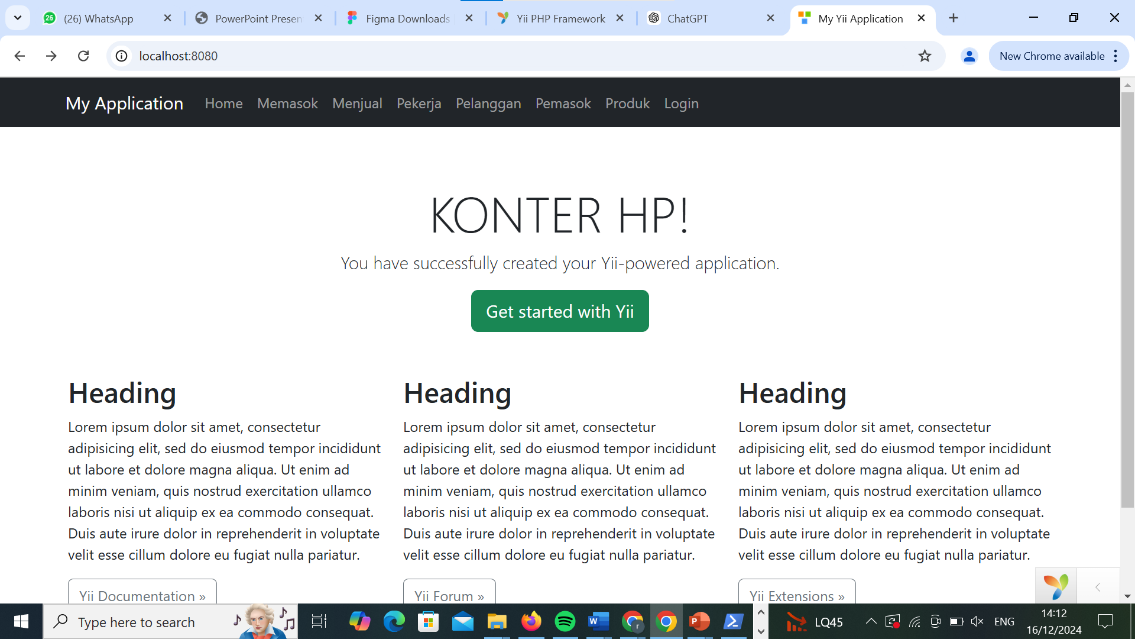 (26) WhatsApp
PowerPoint Presen
Figma Downloads
Yii PHP Framework
ChatGPT
My Yii Application
localhost:8080
New Chrome available
My Application
Home
Memasok
Menjual
Pekerja
Pelanggan
Pemasok
Produk
Login
KONTER HP!
You have successfully created your Yii-powered application.
Get started with Yii
Heading
Lorem ipsum dolor sit amet, consectetur
adipisicing elit, sed do eiusmod tempor incididunt
ut labore et dolore magna aliqua. Ut enim ad
minim veniam, quis nostrud exercitation ullamco
laboris nisi ut aliquip ex ea commodo consequat.
Duis aute irure dolor in reprehenderit in voluptate
velit esse cillum dolore eu fugiat nulla pariatur.
Yii Documentation »
Heading
Lorem ipsum dolor sit amet, consectetur
adipisicing elit, sed do eiusmod tempor incididunt
ut labore et dolore magna aliqua. Ut enim ad
minim veniam, quis nostrud exercitation ullamco
laboris nisi ut aliquip ex ea commodo consequat.
Duis aute irure dolor in reprehenderit in voluptate
velit esse cillum dolore eu fugiat nulla pariatur.
Yii Forum »
Heading
Lorem ipsum dolor sit amet, consectetur
adipisicing elit, sed do eiusmod tempor incididunt
ut labore et dolore magna aliqua. Ut enim ad
minim veniam, quis nostrud exercitation ullamco
laboris nisi ut aliquip ex ea commodo consequat.
Duis aute irure dolor in reprehenderit in voluptate
velit esse cillum dolore eu fugiat nulla pariatur.
Yii Extensions »
Type here to search
LQ45
ENG
14:12
16/12/2024